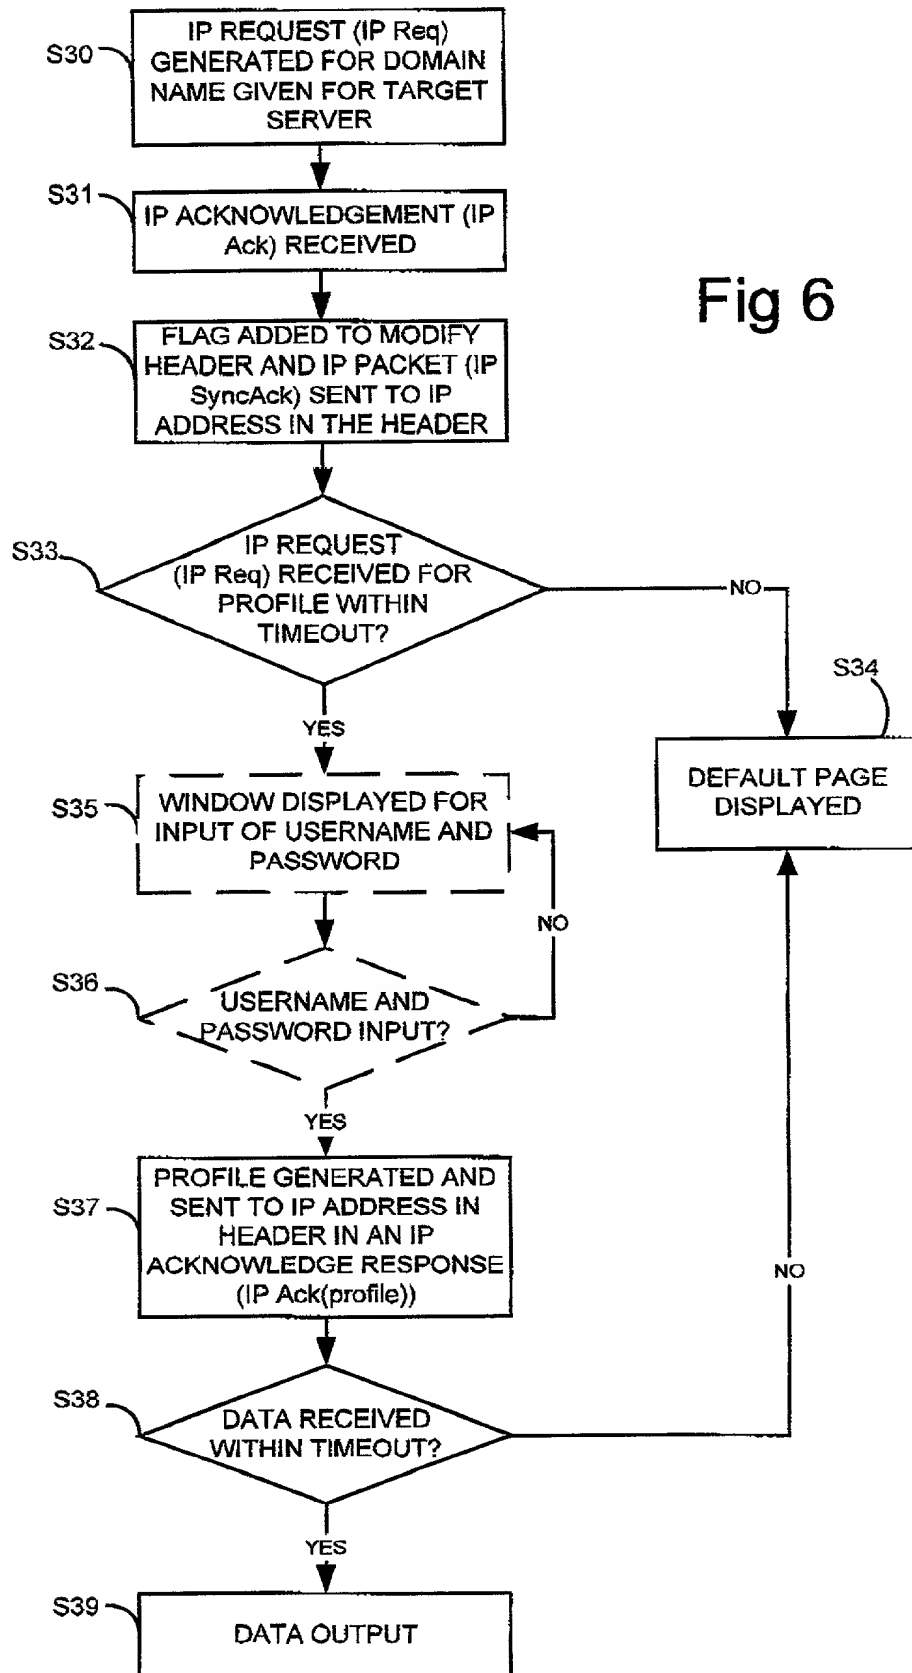 S30
IP REQUEST (IP Req)
GENERATED FOR DOMAIN
NAME GIVEN FOR TARGET
SERVER
S31
IP ACKNOWLEDGEMENT (IP
Ack) RECEIVED
Fig 6
S32
FLAG ADDED TO MODIFY
HEADER AND IP PACKET (IP
SyncAck) SENT TO IP
ADDRESS IN THE HEADER
S33
IP REQUEST
(IP Req) RECEIVED FOR
PROFILE WITHIN
TIMEOUT?
NO
S34
DEFAULT PAGE
DISPLAYED
YES
S35
WINDOW DISPLAYED FOR
INPUT OF USERNAME AND
PASSWORD
NO
S36
USERNAME AND
PASSWORD INPUT?
YES
S37
PROFILE GENERATED AND
SENT TO IP ADDRESS IN
HEADER IN AN IP
ACKNOWLEDGE RESPONSE
(IP Ack(profile))
NO
S38
DATA RECEIVED
WITHIN TIMEOUT?
YES
S39
DATA OUTPUT